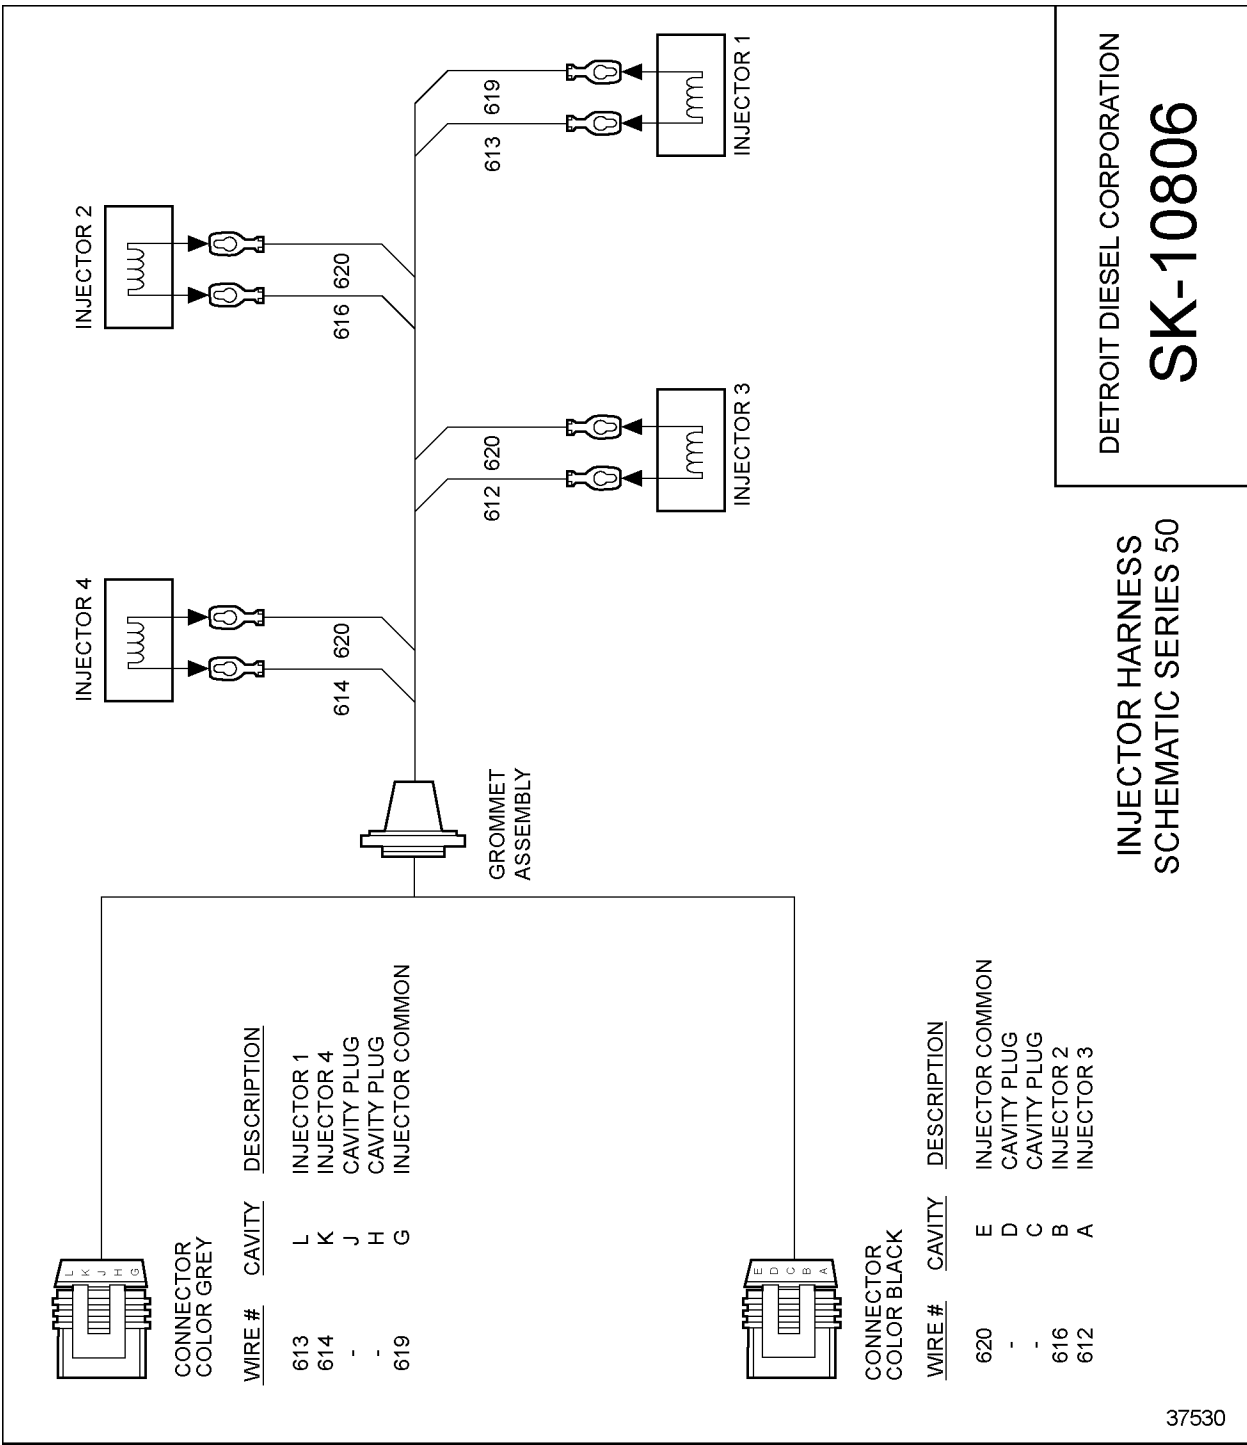 INJECTOR 4
614
620
INJECTOR 2
616
620
INJECTOR 3
612
620
INJECTOR 1
613
619
GROMMET
ASSEMBLY
L
K
J
H
G
CONNECTOR
COLOR GREY
WIRE # CAVITY DESCRIPTION
613 L INJECTOR 1
614 K INJECTOR 4
- J CAVITY PLUG
- H CAVITY PLUG
619 G INJECTOR COMMON
E
D
C
B
A
CONNECTOR
COLOR BLACK
WIRE # CAVITY DESCRIPTION
620 E INJECTOR COMMON
- D CAVITY PLUG
- C CAVITY PLUG
616 B INJECTOR 2
612 A INJECTOR 3
INJECTOR HARNESS
SCHEMATIC SERIES 50
DETROIT DIESEL CORPORATION
SK-10806
37530